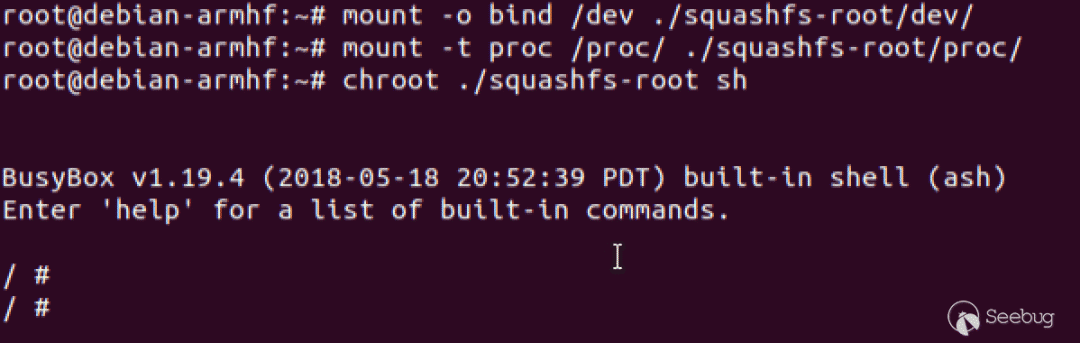 root@debian-armhf:~# mount -o bind /dev ./squashfs-root/dev/
root@debian-armhf:~# mount -t proc /proc/ ./squashfs-root/proc/
root@debian-armhf:~# chroot ./squashfs-root sh
BusyBox v1.19.4 (2018-05-18 20:52:39 PDT) built-in shell (ash)
Enter 'help' for a list of built-in commands.
/ #
/ #
Seebug